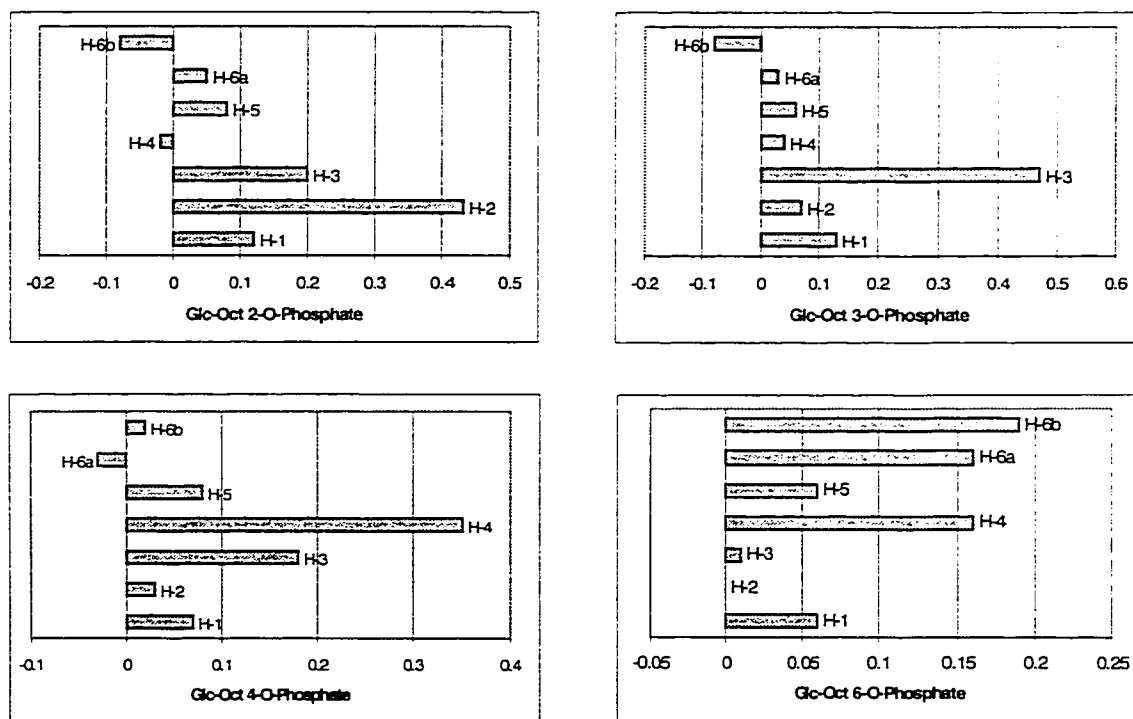 H-6b
H-6a
H-5
H-4
H-3
H-2
H-1
-0.2 -0.1 0 0.1 0.2 0.3 0.4 0.5
Glc-Oct 2-O-Phosphate
H-6b
H-6a
H-5
H-4
H-3
H-2
H-1
-0.2 -0.1 0 0.1 0.2 0.3 0.4 0.5 0.6
Glc-Oct 3-O-Phosphate
H-6b
H-6a
H-5
H-4
H-3
H-2
H-1
-0.1 0 0.1 0.2 0.3 0.4
Glc-Oct 4-O-Phosphate
H-6b
H-6a
H-5
H-4
H-3
H-2
H-1
-0.05 0 0.05 0.1 0.15 0.2 0.25
Glc-Oct 6-O-Phosphate